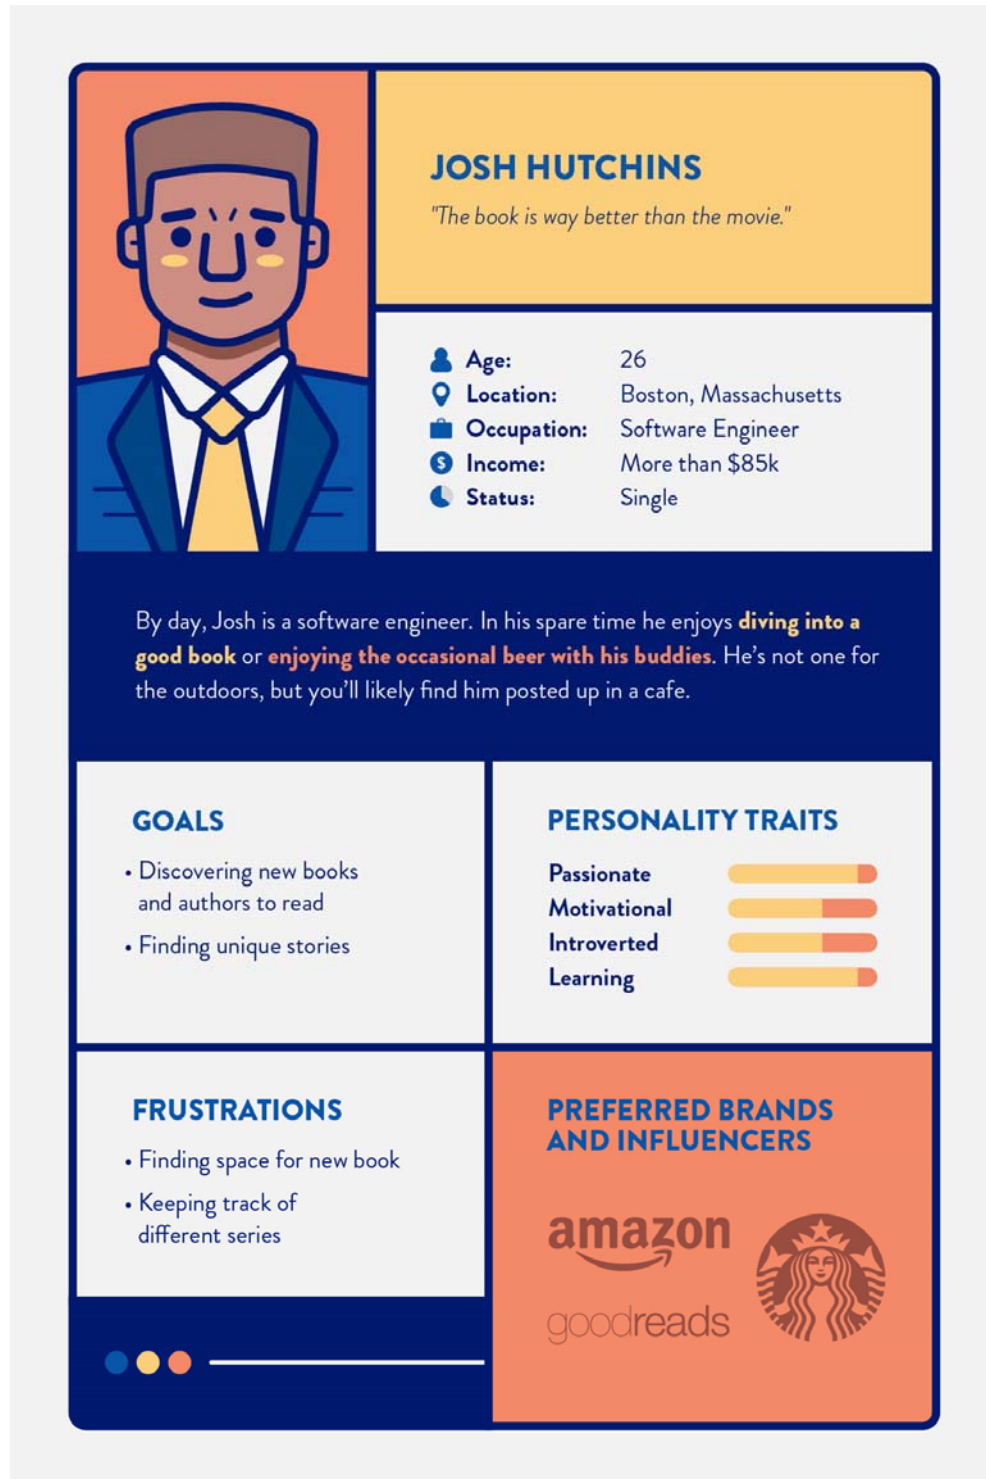 JOSH HUTCHINS
"The book is way better than the movie."
Age: 26
Location: Boston, Massachusetts
Occupation: Software Engineer
$ Income: More than $85k
Status: Single
By day, Josh is a software engineer. In his spare time he enjoys diving into a
good book or enjoying the occasional beer with his buddies. He's not one for
the outdoors, but you'll likely find him posted up in a cafe.
GOALS
• Discovering new books
and authors to read
• Finding unique stories
PERSONALITY TRAITS
Passionate
Motivational
Introverted
Learning
FRUSTRATIONS
• Finding space for new book
• Keeping track of
different series
PREFERRED BRANDS
AND INFLUENCERS
amazon
goodreads